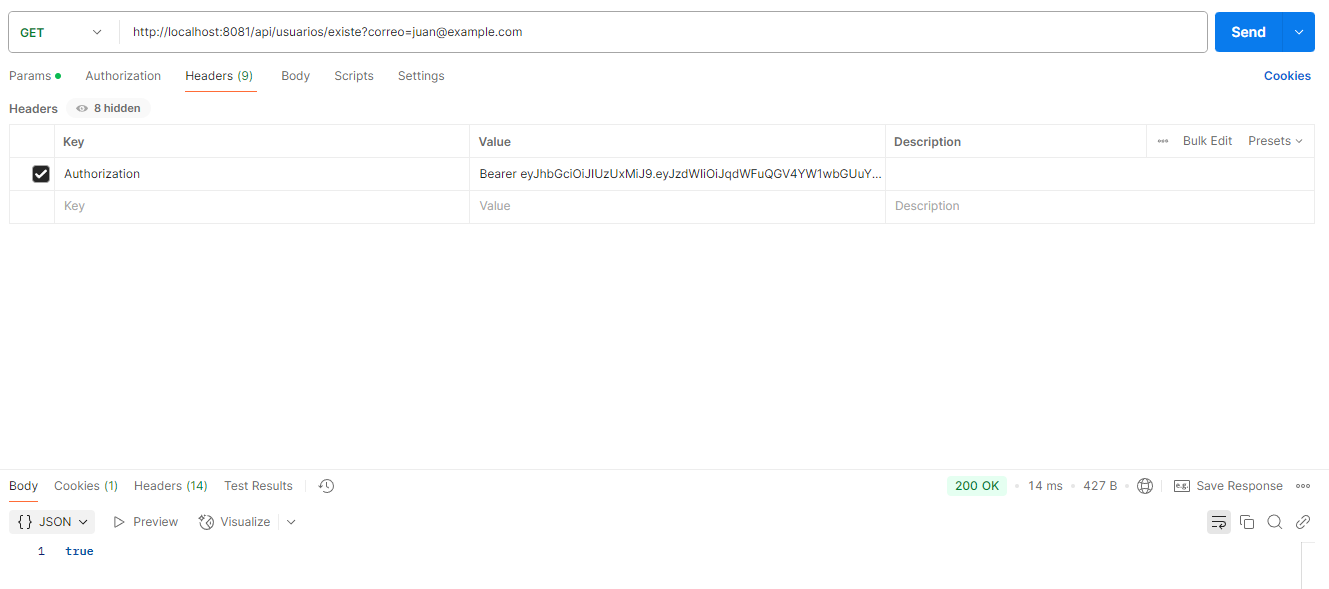 GET http://localhost:8081/api/usuarios/existe?correo=juan@example.com Send
Params Authorization Headers (9) Body Scripts Settings Cookies
Headers 8 hidden
Key Value Description Bulk Edit Presets
Authorization Bearer eyJhbGciOiJIUzUxMiJ9.eyJzdWIiOiJqdWFuQGV4YW1wbGUuY...
Key Value Description
Body Cookies (1) Headers (14) Test Results 200 OK 14 ms 427 B e.g. Save Response
{} JSON Preview Visualize
1 true